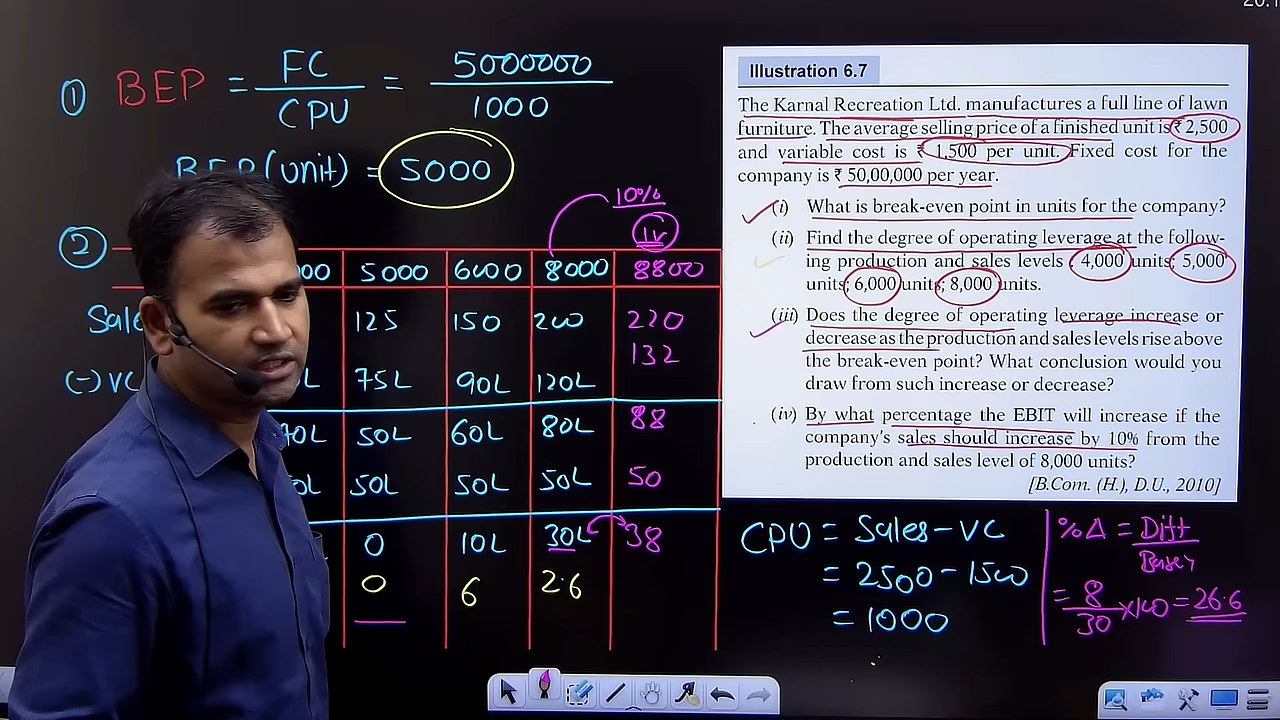 20:1
① BEP = FC / CPU = 5000000 / 1000
BEP (unit) = 5000
10%
②
000 5000 6000 8000 1v 8800
Sale 125 150 200 220
132
(-) VC L 75L 90L 120L
40L 50L 60L 80L 88
50L 50L 50L 50L 50
0 10L 30L 38
0 6 2.6
Illustration 6.7
The Karnal Recreation Ltd. manufactures a full line of lawn
furniture. The average selling price of a finished unit is ₹ 2,500
and variable cost is ₹ 1,500 per unit. Fixed cost for the
company is ₹ 50,00,000 per year.
(i) What is break-even point in units for the company?
(ii) Find the degree of operating leverage at the follow-
ing production and sales levels 4,000 units; 5,000
units; 6,000 units; 8,000 units.
(iii) Does the degree of operating leverage increase or
decrease as the production and sales levels rise above
the break-even point? What conclusion would you
draw from such increase or decrease?
(iv) By what percentage the EBIT will increase if the
company's sales should increase by 10% from the
production and sales level of 8,000 units?
[B.Com. (H.), D.U., 2010]
CPU = Sales - VC
= 2500 - 1500
= 1000
% Δ = Diff / Base
= 8 / 30 × 100 = 26.6